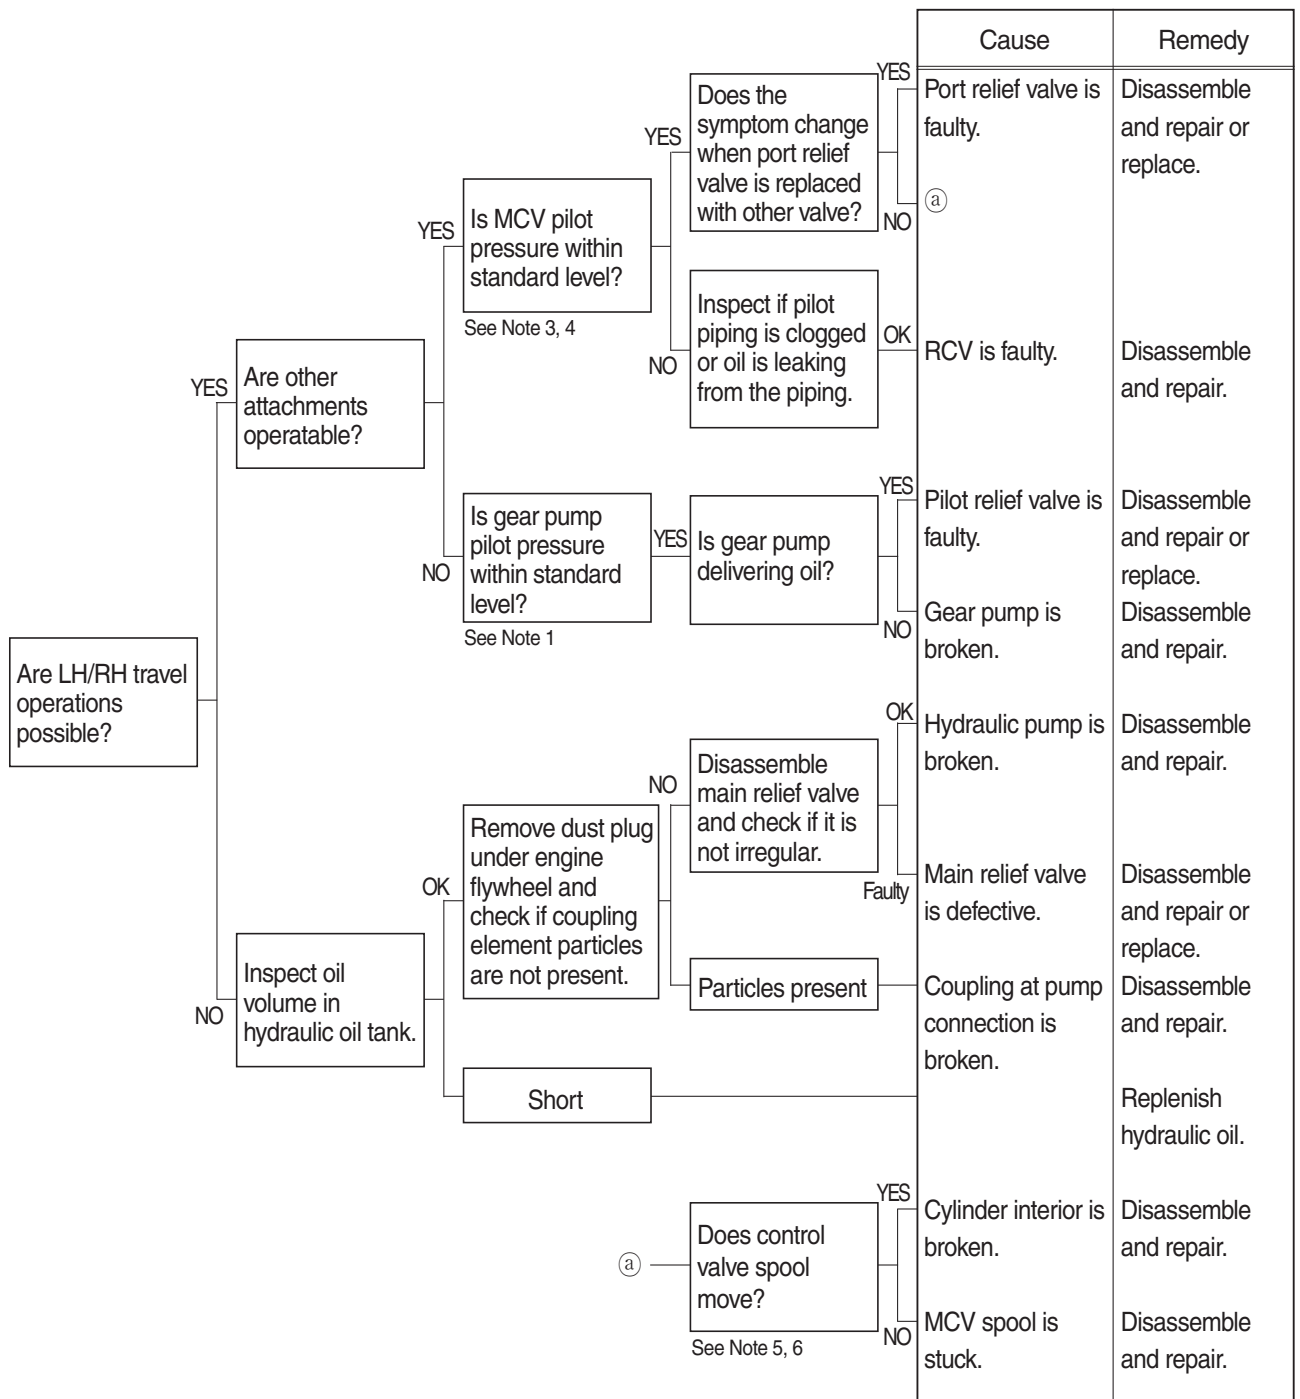 Cause
Remedy
Are LH/RH travel
operations
possible?
YES
Are other
attachments
operatable?
YES
Is MCV pilot
pressure within
standard level?
See Note 3, 4
YES
Does the
symptom change
when port relief
valve is replaced
with other valve?
YES
Port relief valve is
faulty.
Disassemble
and repair or
replace.
NO
ⓐ
NO
Inspect if pilot
piping is clogged
or oil is leaking
from the piping.
OK
RCV is faulty.
Disassemble
and repair.
NO
Is gear pump
pilot pressure
within standard
level?
See Note 1
YES
Is gear pump
delivering oil?
YES
Pilot relief valve is
faulty.
Disassemble
and repair or
replace.
NO
Gear pump is
broken.
Disassemble
and repair.
NO
Inspect oil
volume in
hydraulic oil tank.
OK
Remove dust plug
under engine
flywheel and
check if coupling
element particles
are not present.
NO
Disassemble
main relief valve
and check if it is
not irregular.
OK
Hydraulic pump is
broken.
Disassemble
and repair.
Faulty
Main relief valve
is defective.
Disassemble
and repair or
replace.
Particles present
Coupling at pump
connection is
broken.
Disassemble
and repair.
Short
Replenish
hydraulic oil.
ⓐ
Does control
valve spool
move?
See Note 5, 6
YES
Cylinder interior is
broken.
Disassemble
and repair.
NO
MCV spool is
stuck.
Disassemble
and repair.